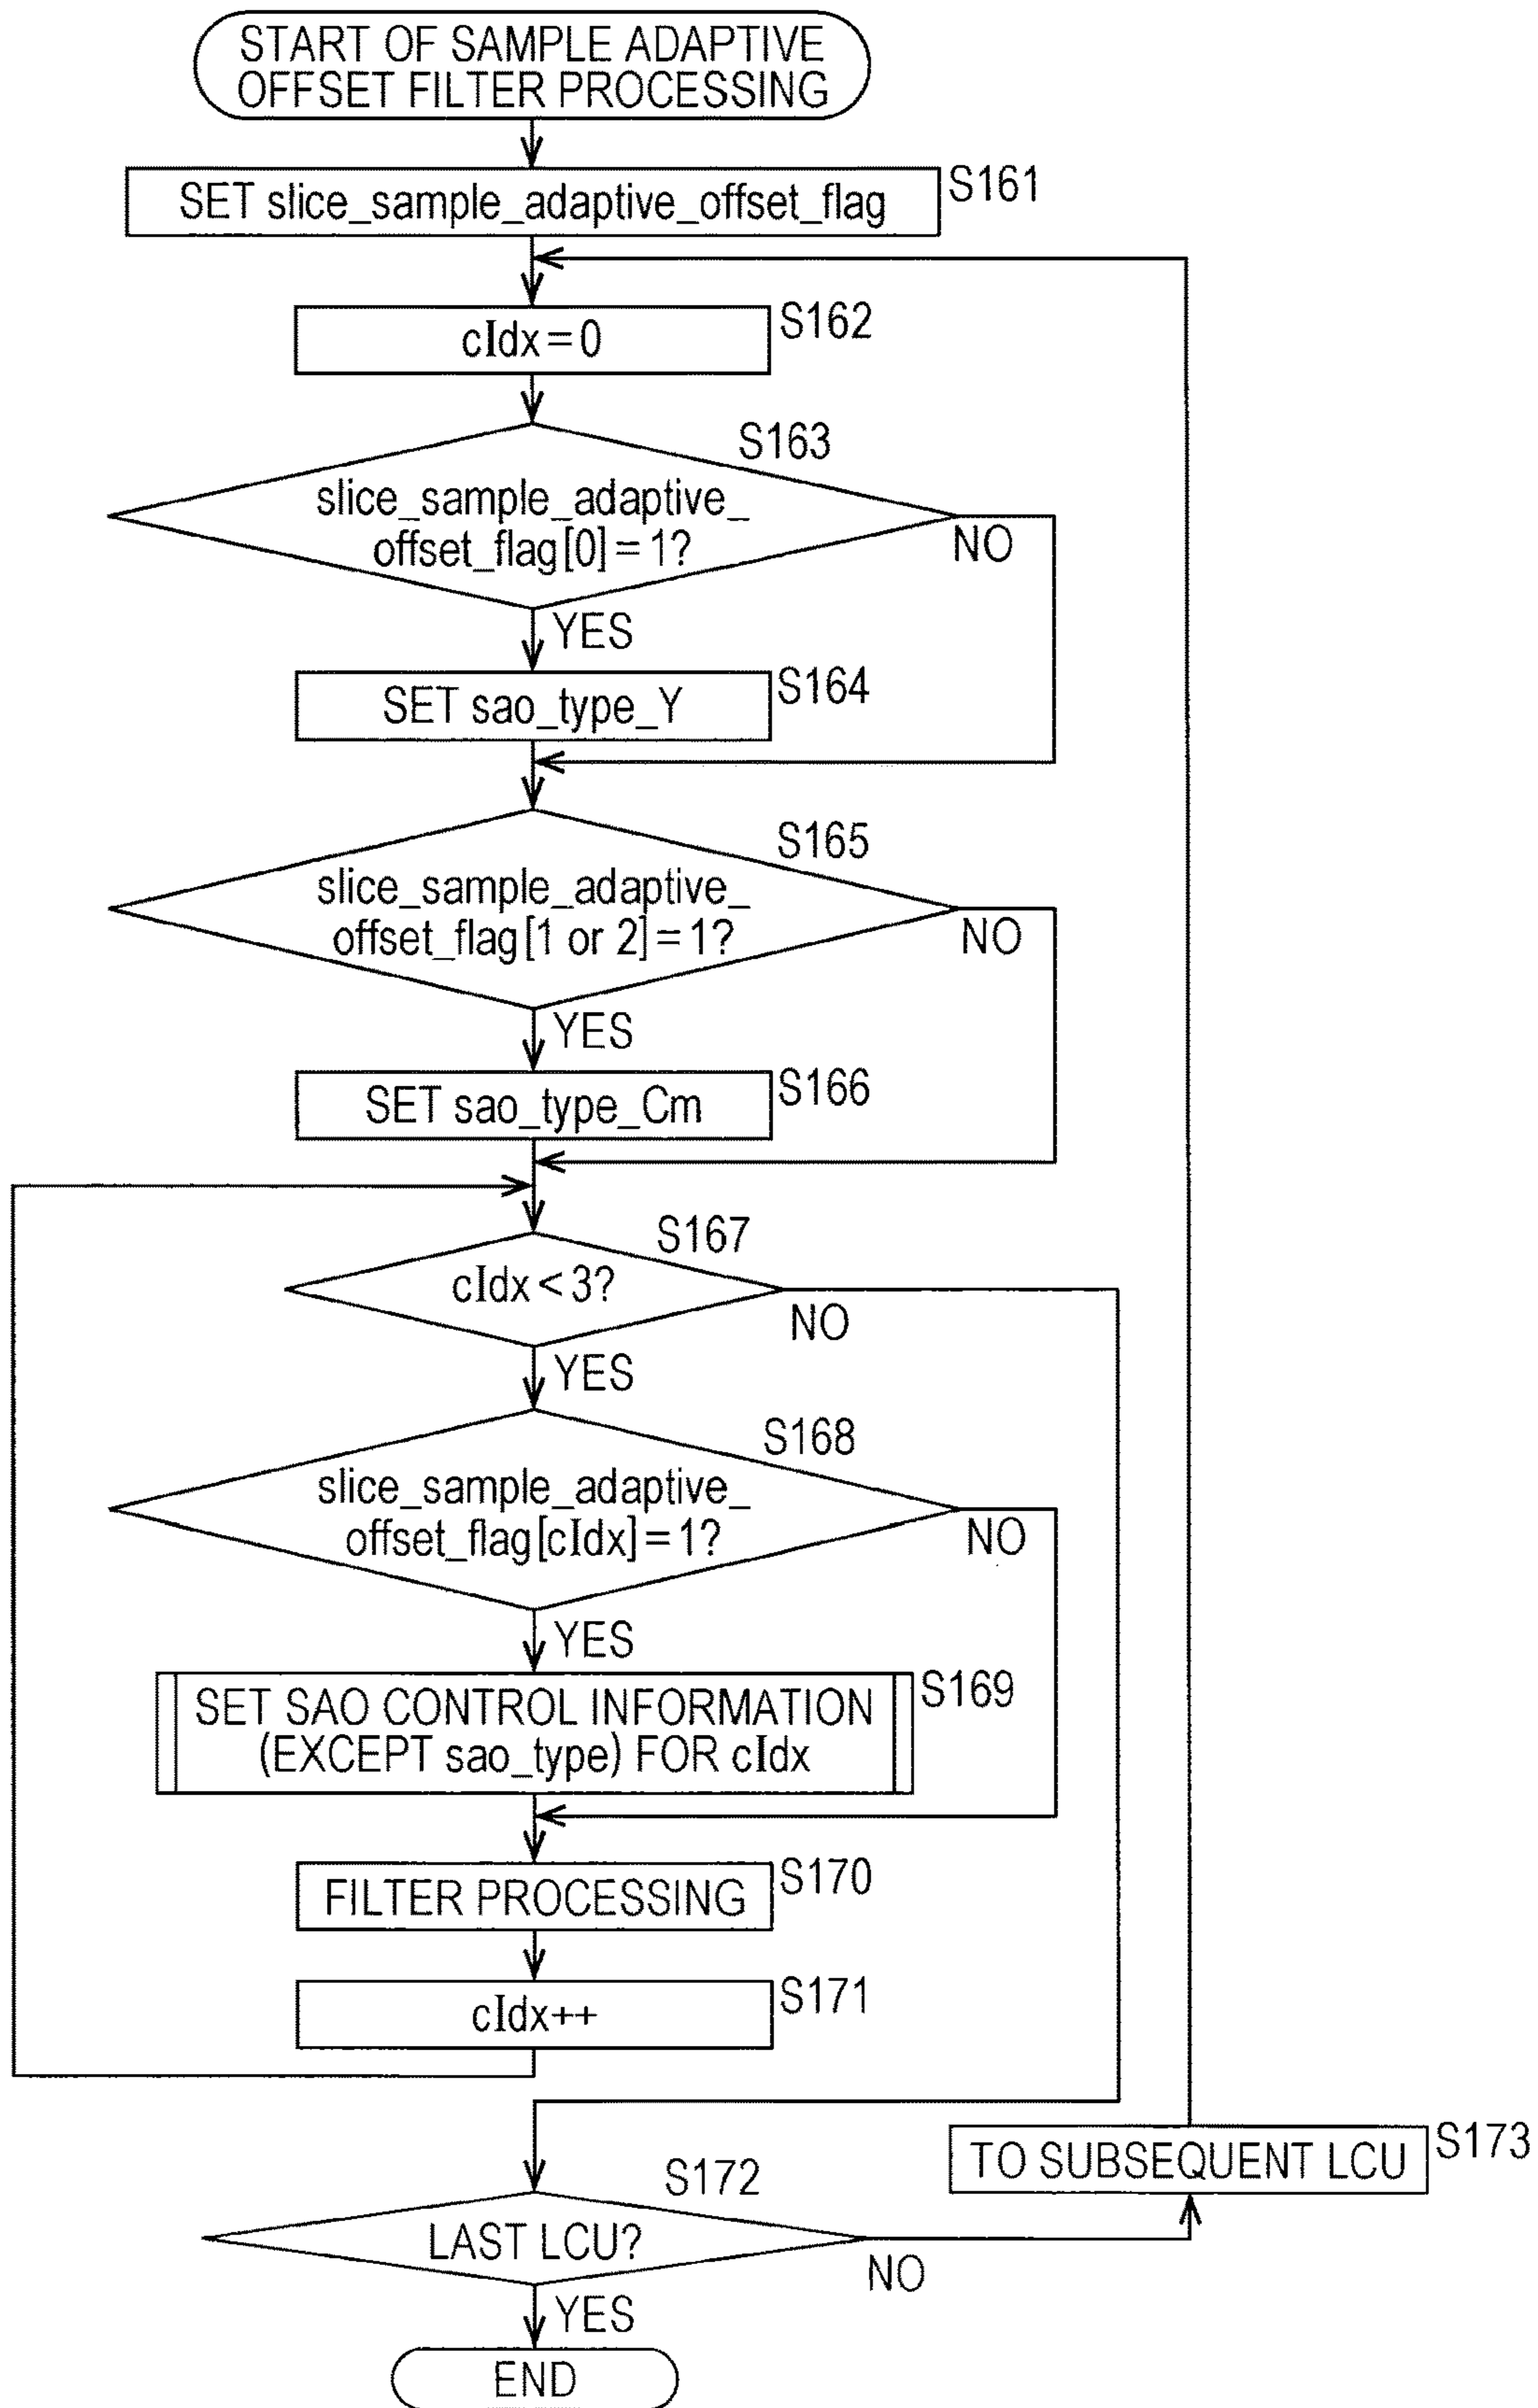 START OF SAMPLE ADAPTIVE
OFFSET FILTER PROCESSING
SET slice_sample_adaptive_offset_flag
S161
cIdx=0
S162
S163
slice_sample_adaptive_
offset_flag[0]=1?
NO
YES
SET sao_type_Y
S164
S165
slice_sample_adaptive_
offset_flag[1 or 2]=1?
NO
YES
SET sao_type_Cm
S166
S167
cIdx<3?
NO
YES
S168
slice_sample_adaptive_
offset_flag[cIdx]=1?
NO
YES
SET SAO CONTROL INFORMATION
(EXCEPT sao_type) FOR cIdx
S169
FILTER PROCESSING
S170
cIdx++
S171
TO SUBSEQUENT LCU
S173
S172
LAST LCU?
NO
YES
END